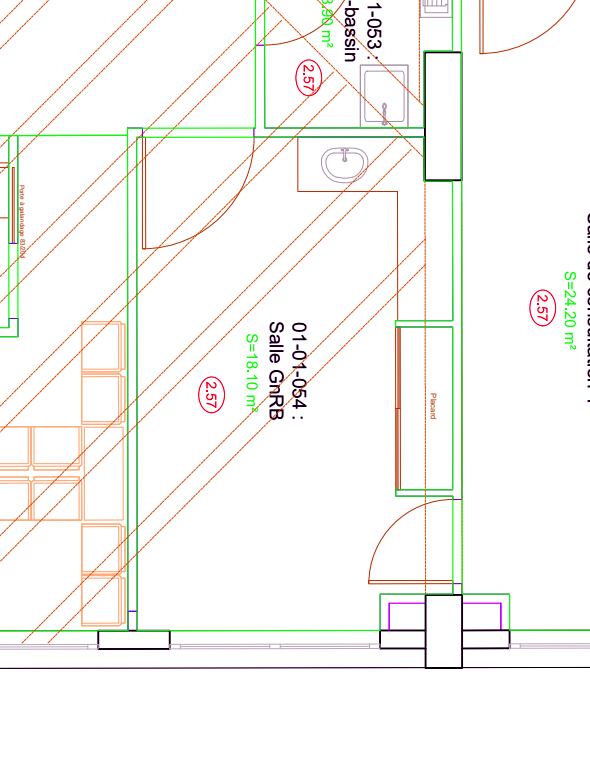 1-053 :
-bassin
2.57
01-01-054 :
Salle GnRB
S=18.10 m²
2.57
Placard
S=24.20 m²
2.57